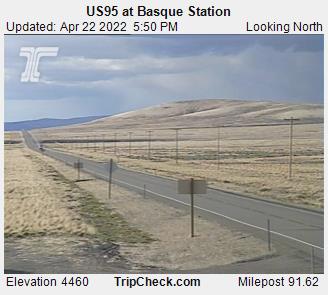 US95 at Basque Station
Updated: Apr 22 2022 5:50 PM Looking North
Elevation 4460 TripCheck.com Milepost 91.62